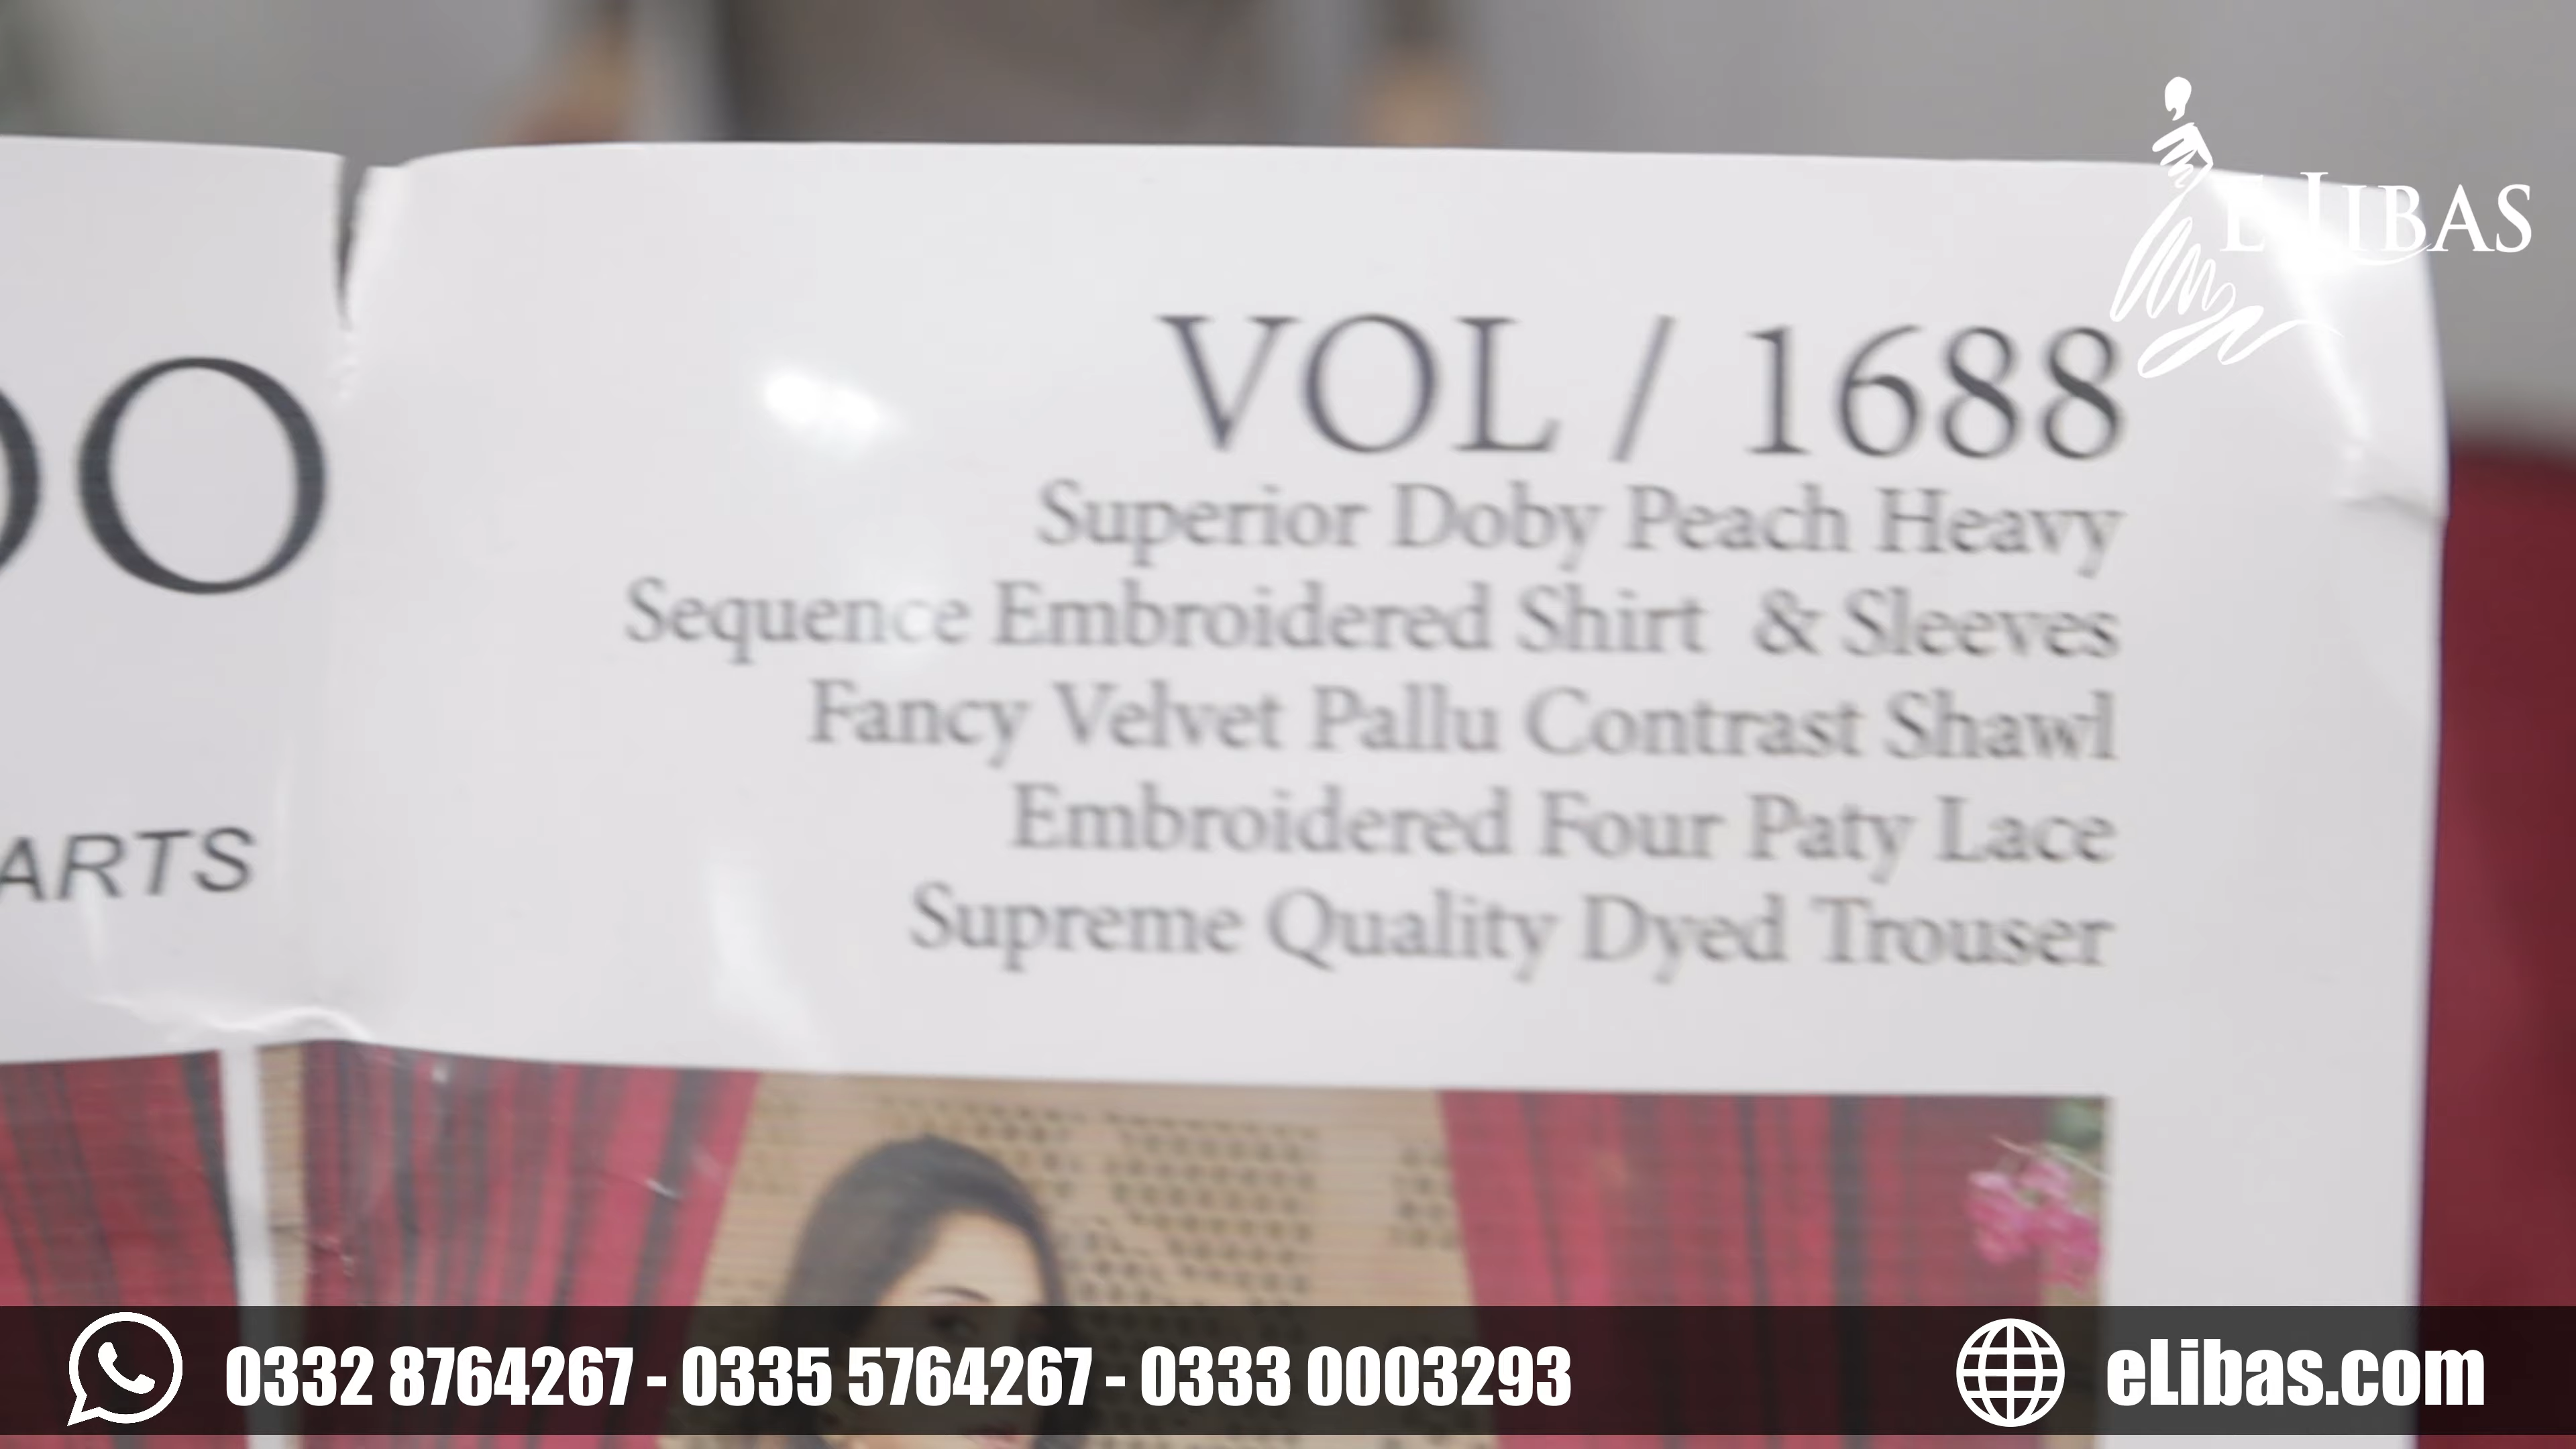 E LIBAS
OO
VOL / 1688
Superior Doby Peach Heavy
Sequence Embroidered Shirt & Sleeves
Fancy Velvet Pallu Contrast Shawl
Embroidered Four Paty Lace
Supreme Quality Dyed Trouser
ARTS
0332 8764267 - 0335 5764267 - 0333 0003293
eLibas.com